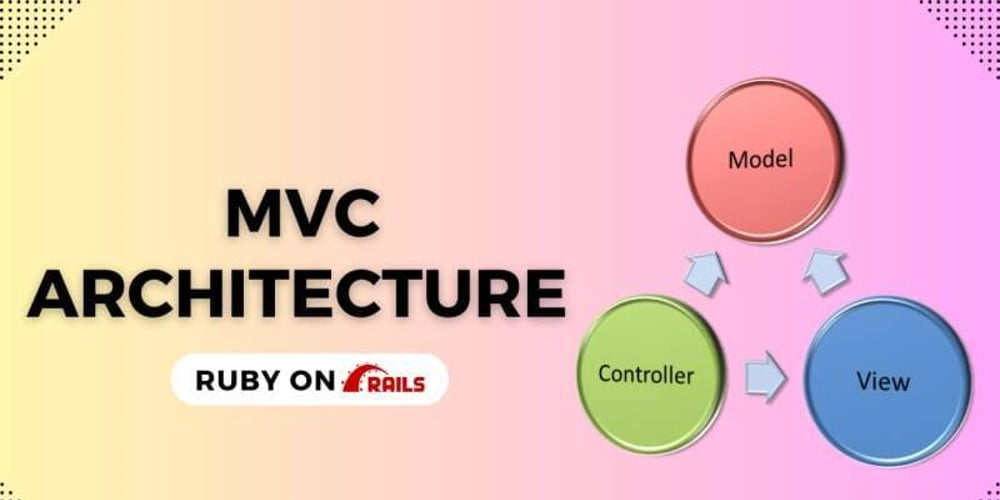 MVC
ARCHITECTURE
RUBY ON RAILS
Model
Controller
View